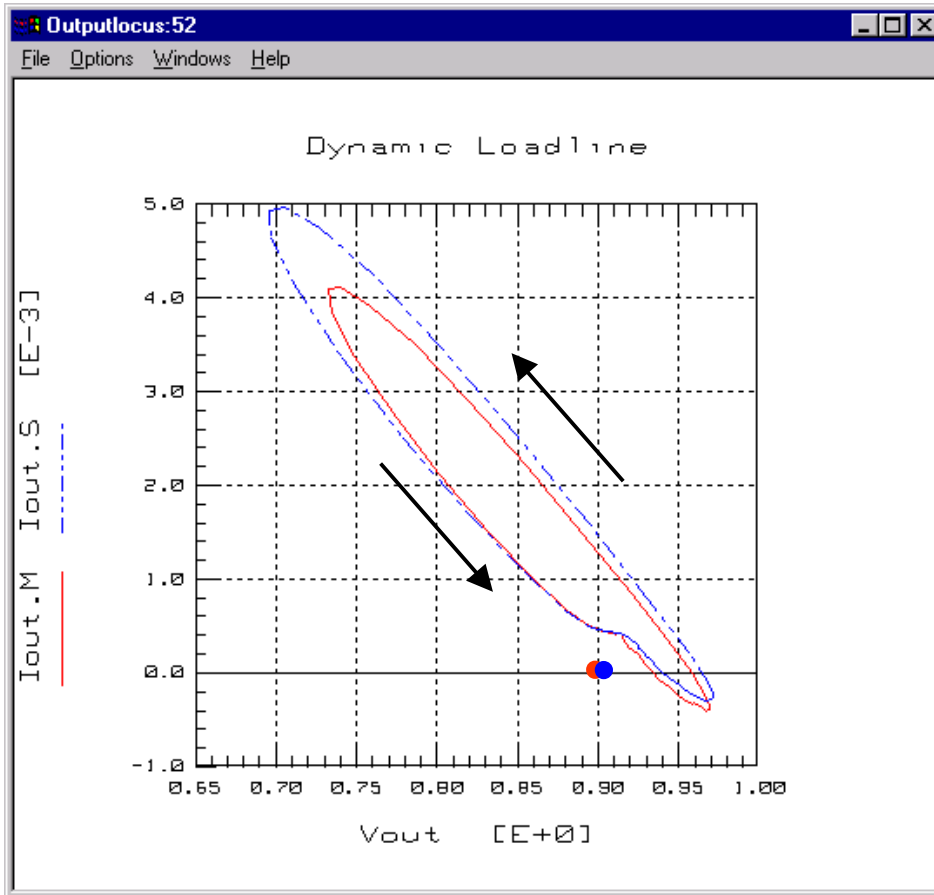 Outputlocus:52
File Options Windows Help
Dynamic Loadline
Iout.M Iout.S [E-3]
5.0
4.0
3.0
2.0
1.0
0.0
-1.0
0.65 0.70 0.75 0.80 0.85 0.90 0.95 1.00
Vout [E+0]